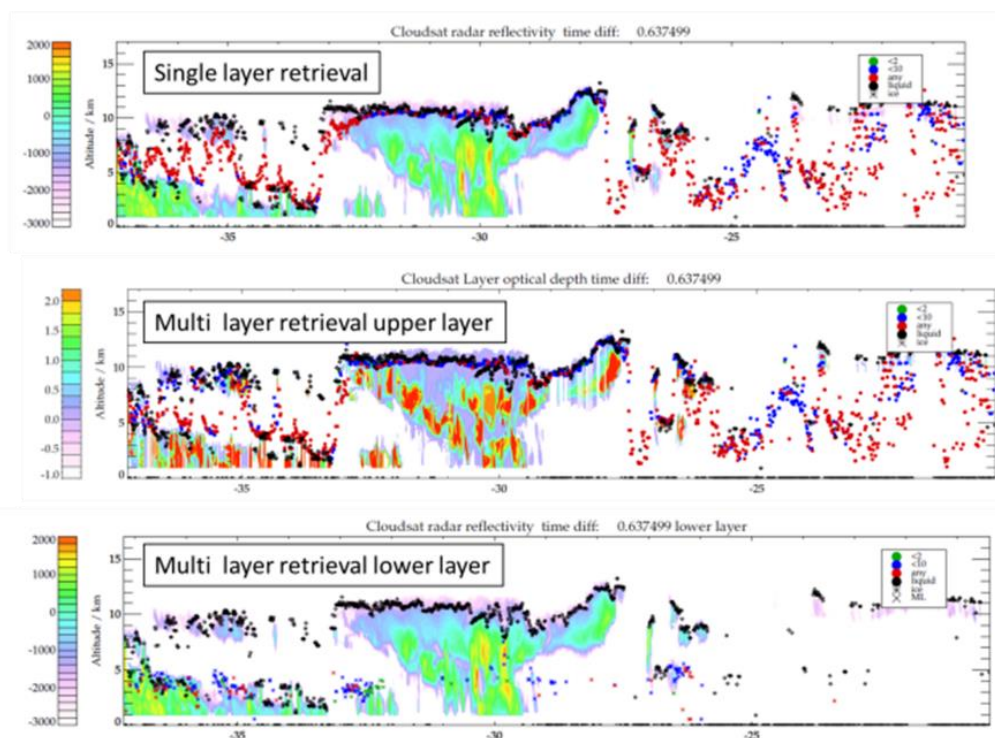 Cloudsat radar reflectivity time diff: 0.637499
Single layer retrieval
2000
1000
0
-1000
-2000
-3000
Altitude / km
15
10
5
0
<2
<10
any
liquid
ice
-35
-30
-25
Cloudsat Layer optical depth time diff: 0.637499
Multi layer retrieval upper layer
2.0
1.5
1.0
0.5
0.0
-0.5
-1.0
Altitude / km
15
10
5
0
<2
<10
any
liquid
ice
-35
-30
-25
Cloudsat radar reflectivity time diff: 0.637499 lower layer
Multi layer retrieval lower layer
2000
1000
0
-1000
-2000
-3000
Altitude / km
15
10
5
0
<2
<10
any
liquid
ice
ML
-35
-30
-25